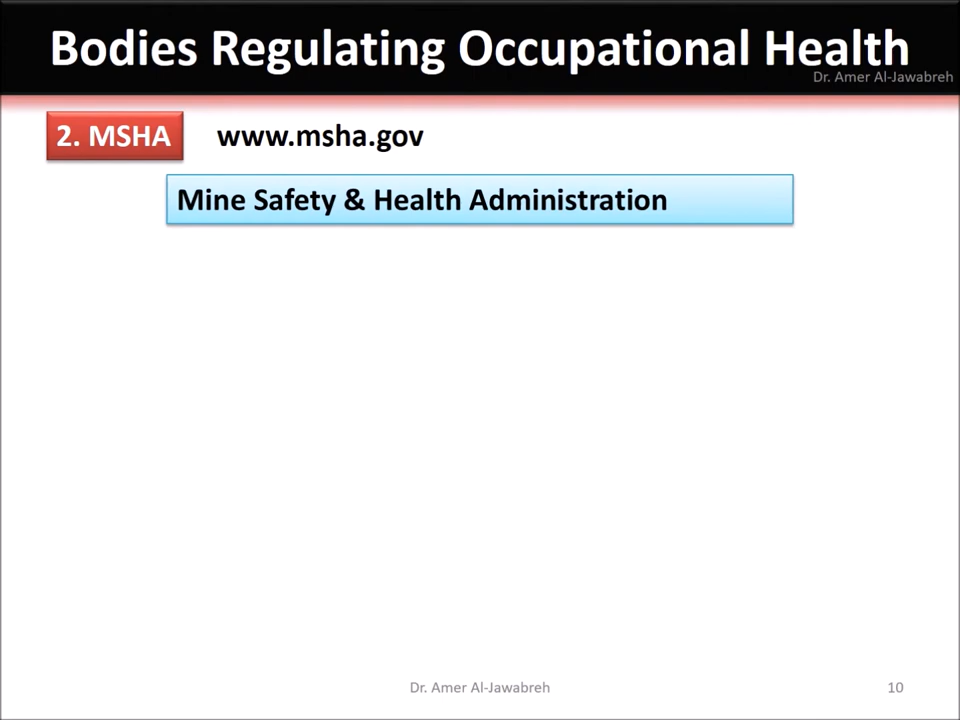 Bodies Regulating Occupational Health
Dr. Amer Al-Jawabreh
2. MSHA www.msha.gov
Mine Safety & Health Administration
Dr. Amer Al-Jawabreh 10